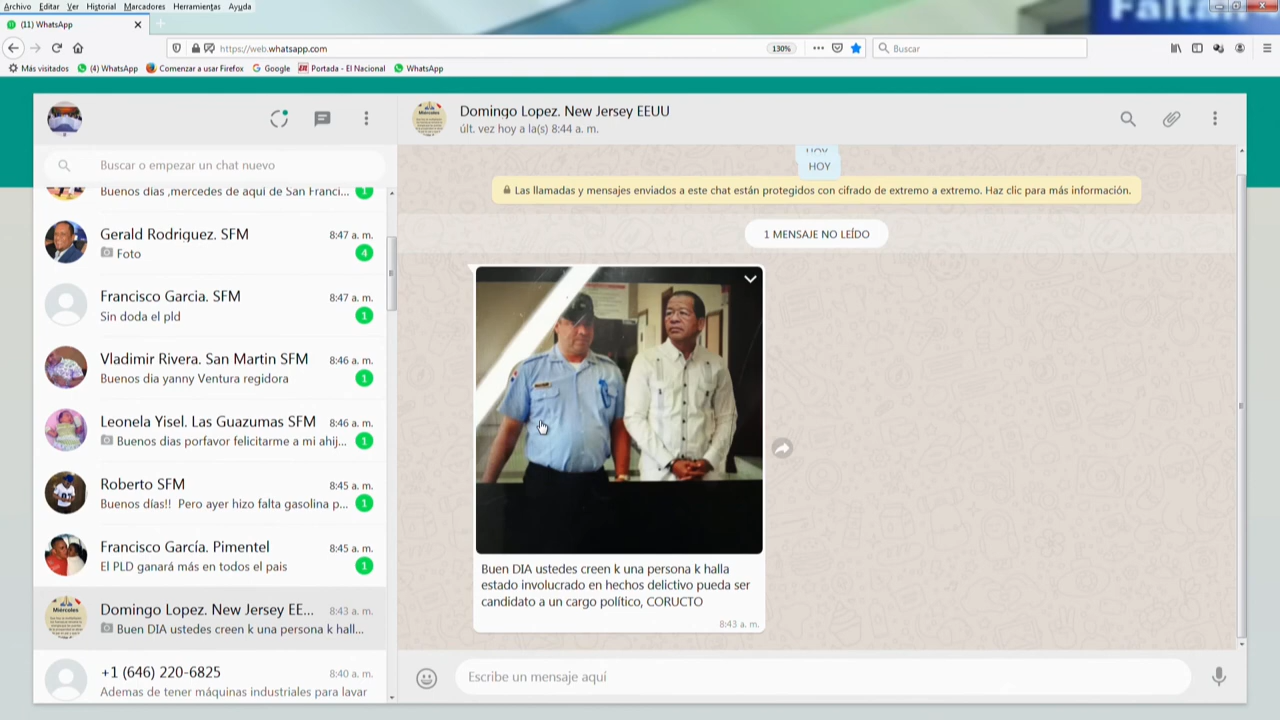 Archivo Editar Ver Historial Marcadores Herramientas Ayuda
Faltan
(11) WhatsApp
https://web.whatsapp.com
130%
Buscar
Más visitados (4) WhatsApp Comenzar a usar Firefox Google Portada - El Nacional WhatsApp
Domingo Lopez. New Jersey EEUU
últ. vez hoy a la(s) 8:44 a. m.
Buscar o empezar un chat nuevo
Buenos días ,mercedes de aqui de San Franci... 1
Gerald Rodriguez. SFM 8:47 a. m.
Foto 4
Francisco Garcia. SFM 8:47 a. m.
Sin doda el pld 1
Vladimir Rivera. San Martin SFM 8:46 a. m.
Buenos dia yanny Ventura regidora 1
Leonela Yisel. Las Guazumas SFM 8:46 a. m.
Buenos dias porfavor felicitarme a mi ahij... 1
Roberto SFM 8:45 a. m.
Buenos días!! Pero ayer hizo falta gasolina p... 1
Francisco García. Pimentel 8:45 a. m.
El PLD ganará más en todos el pais 1
Domingo Lopez. New Jersey EE... 8:43 a. m.
Buen DIA ustedes creen k una persona k hall...
+1 (646) 220-6825 8:40 a. m.
Ademas de tener máquinas industriales para lavar
HOY
Las llamadas y mensajes enviados a este chat están protegidos con cifrado de extremo a extremo. Haz clic para más información.
1 MENSAJE NO LEÍDO
Buen DIA ustedes creen k una persona k halla
estado involucrado en hechos delictivo pueda ser
candidato a un cargo político, CORUCTO
8:43 a. m.
Escribe un mensaje aquí